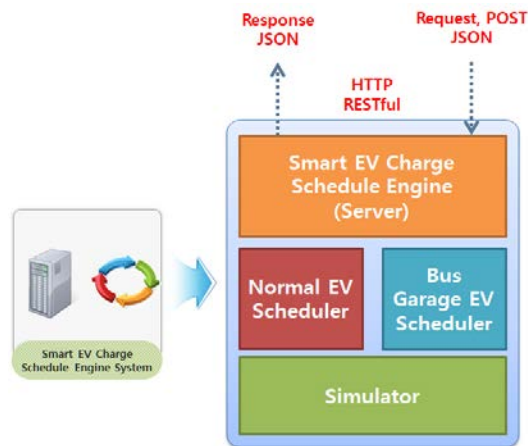 Response
JSON
Request, POST
JSON
HTTP
RESTful
Smart EV Charge
Schedule Engine
(Server)
Normal EV
Scheduler
Bus
Garage EV
Scheduler
Simulator
Smart EV Charge
Schedule Engine System